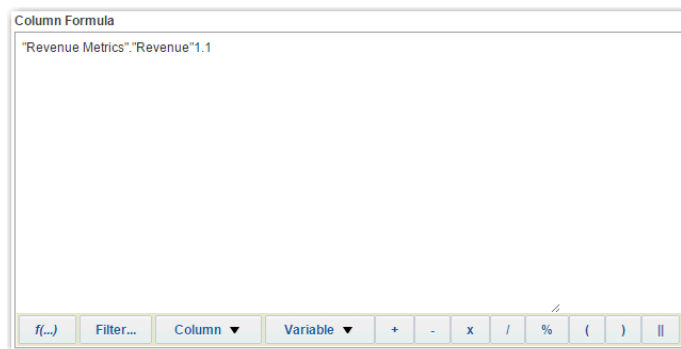 Column Formula
"Revenue Metrics"."Revenue"1.1
f(...) Filter... Column ▼ Variable ▼ + - x / % ( ) ||